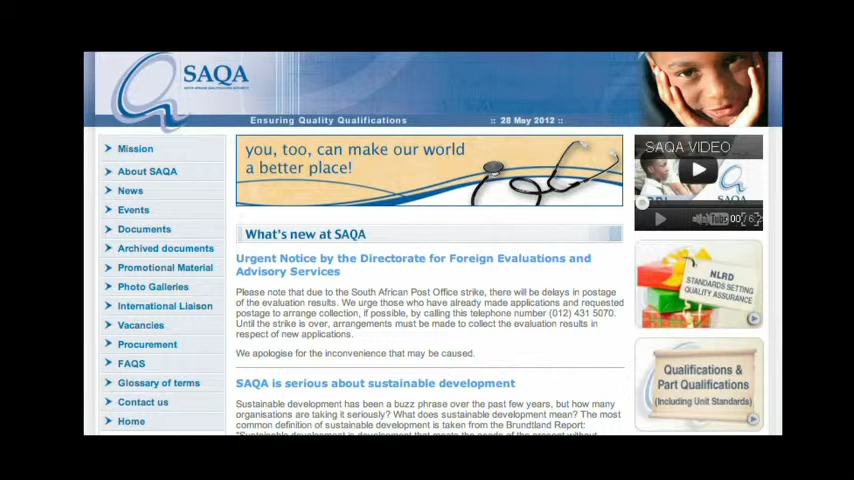 SAQA
Ensuring Quality Qualifications
:: 28 May 2012 ::
Mission
About SAQA
News
Events
Documents
Archived documents
Promotional Material
Photo Galleries
International Liaison
Vacancies
Procurement
FAQS
Glossary of terms
Contact us
Home
you, too, can make our world
a better place!
What's new at SAQA
Urgent Notice by the Directorate for Foreign Evaluations and
Advisory Services
Please note that due to the South African Post Office strike, there will be delays in postage
of the evaluation results. We urge those who have already made applications and requested
postage to arrange collection, if possible, by calling this telephone number (012) 431 5070.
Until the strike is over, arrangements must be made to collect the evaluation results in
respect of new applications.
We apologise for the inconvenience that may be caused.
SAQA is serious about sustainable development
Sustainable development has been a buzz phrase over the past few years, but how many
organisations are taking it seriously? What does sustainable development mean? The most
common definition of sustainable development is taken from the Brundtland Report:
SAQA VIDEO
SAQA
NLRD
STANDARDS SETTING
QUALITY ASSURANCE
Qualifications &
Part Qualifications
(Including Unit Standards)